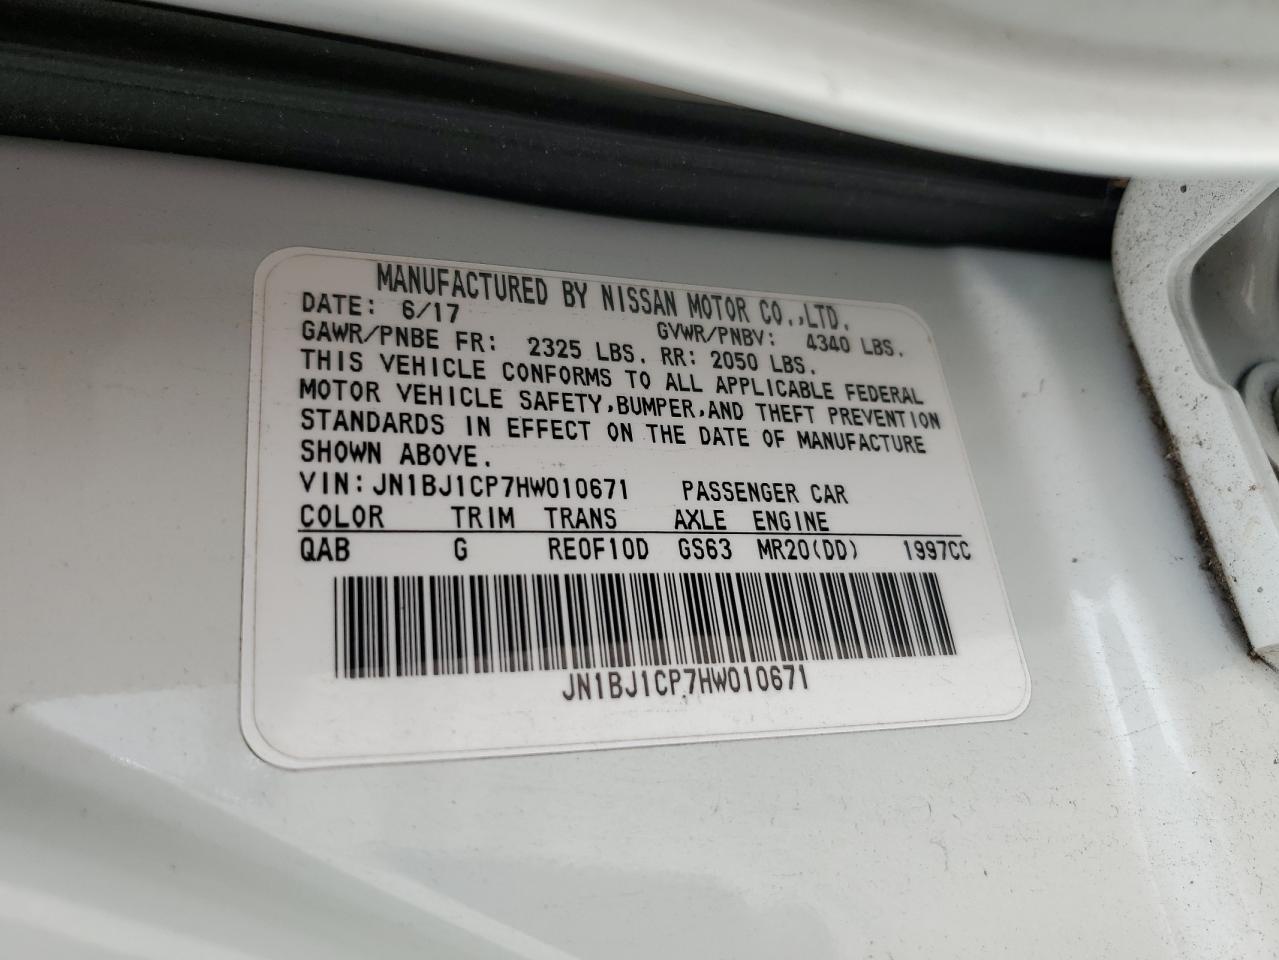 MANUFACTURED BY NISSAN MOTOR CO.,LTD.
DATE: 6/17 GVWR/PNBV: 4340 LBS.
GAWR/PNBE FR: 2325 LBS. RR: 2050 LBS.
THIS VEHICLE CONFORMS TO ALL APPLICABLE FEDERAL
MOTOR VEHICLE SAFETY,BUMPER,AND THEFT PREVENTION
STANDARDS IN EFFECT ON THE DATE OF MANUFACTURE
SHOWN ABOVE.
VIN:JN1BJ1CP7HW010671 PASSENGER CAR
COLOR TRIM TRANS AXLE ENGINE
QAB G RE0F10D GS63 MR20(DD) 1997CC
JN1BJ1CP7HW010671